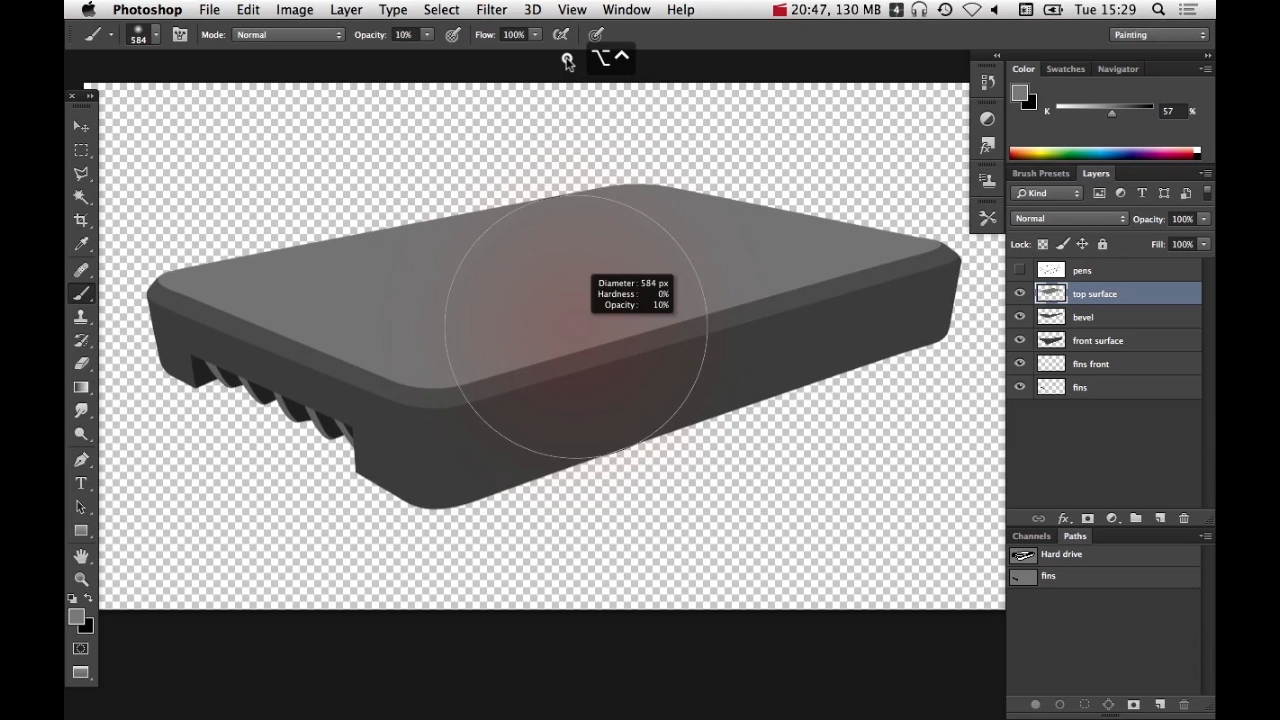 Photoshop File Edit Image Layer Type Select Filter 3D View Window Help 20:47, 130 MB 4 Tue 15:29
584 Mode: Normal Opacity: 10% Flow: 100% Painting
⌥ ^
Color Swatches Navigator
K 57 %
Brush Presets Layers
Kind
Normal Opacity: 100%
Lock: Fill: 100%
pens
top surface
bevel
front surface
fins front
fins
Diameter: 584 px
Hardness: 0%
Opacity: 10%
fx.
Channels Paths
Hard drive
fins